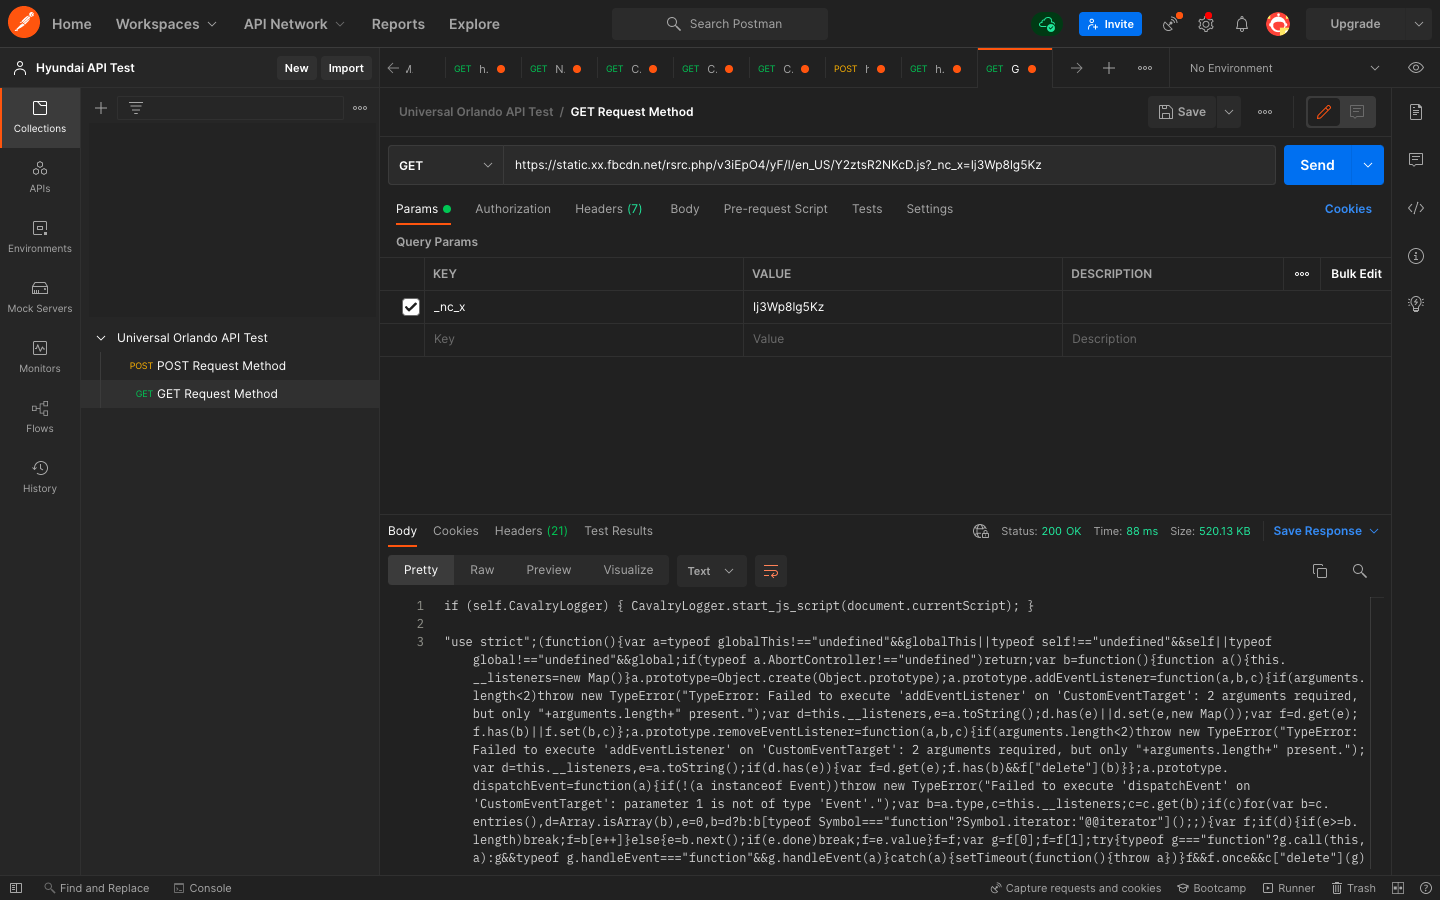 Home
Workspaces
API Network
Reports
Explore
Search Postman
Invite
Upgrade
Hyundai API Test
New
Import
GET h.
GET N.
GET C.
GET C.
GET C.
POST
GET h.
GET G
No Environment
Collections
APIs
Environments
Mock Servers
Monitors
Flows
History
Universal Orlando API Test
POST POST Request Method
GET GET Request Method
Universal Orlando API Test / GET Request Method
Save
GET
https://static.xx.fbcdn.net/rsrc.php/v3iEpO4/yF/l/en_US/Y2ztsR2NKcD.js?_nc_x=Ij3Wp8lg5Kz
Send
Params
Authorization
Headers (7)
Body
Pre-request Script
Tests
Settings
Cookies
Query Params
KEY
VALUE
DESCRIPTION
Bulk Edit
_nc_x
Ij3Wp8lg5Kz
Key
Value
Description
Body
Cookies
Headers (21)
Test Results
Status: 200 OK
Time: 88 ms
Size: 520.13 KB
Save Response
Pretty
Raw
Preview
Visualize
Text
1 if (self.CavalryLogger) { CavalryLogger.start_js_script(document.currentScript); }
2
3 "use strict";(function(){var a=typeof globalThis!=="undefined"&&globalThis||typeof self!=="undefined"&&self||typeof
global!=="undefined"&&global;if(typeof a.AbortController!=="undefined")return;var b=function(){function a(){this.
__listeners=new Map()}a.prototype=Object.create(Object.prototype);a.prototype.addEventListener=function(a,b,c){if(arguments.
length<2)throw new TypeError("TypeError: Failed to execute 'addEventListener' on 'CustomEventTarget': 2 arguments required,
but only "+arguments.length+" present.");var d=this.__listeners,e=a.toString();d.has(e)||d.set(e,new Map());var f=d.get(e);
f.has(b)||f.set(b,c)};a.prototype.removeEventListener=function(a,b,c){if(arguments.length<2)throw new TypeError("TypeError:
Failed to execute 'addEventListener' on 'CustomEventTarget': 2 arguments required, but only "+arguments.length+" present.");
var d=this.__listeners,e=a.toString();if(d.has(e)){var f=d.get(e);f.has(b)&&f["delete"](b)}};a.prototype.
dispatchEvent=function(a){if(!(a instanceof Event))throw new TypeError("Failed to execute 'dispatchEvent' on
'CustomEventTarget': parameter 1 is not of type 'Event'.");var b=a.type,c=this.__listeners;c=c.get(b);if(c)for(var b=c.
entries(),d=Array.isArray(b),e=0,b=d?b:b[typeof Symbol==="function"?Symbol.iterator:"@@iterator"]();;){var f;if(d){if(e>=b.
length)break;f=b[e++]}else{e=b.next();if(e.done)break;f=e.value}f=f;var g=f[0];f=f[1];try{typeof g==="function"?g.call(this,
a):g&&typeof g.handleEvent==="function"&&g.handleEvent(a)}catch(a){setTimeout(function(){throw a})}f&&f.once&&c["delete"](g)
Find and Replace
Console
Capture requests and cookies
Bootcamp
Runner
Trash